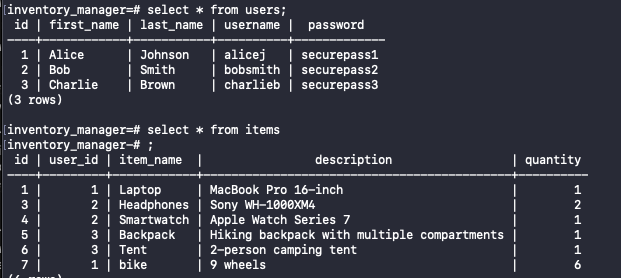 inventory_manager=# select * from users;
id | first_name | last_name | username | password
1 | Alice | Johnson | alicej | securepass1
2 | Bob | Smith | bobsmith | securepass2
3 | Charlie | Brown | charlieb | securepass3
(3 rows)
inventory_manager=# select * from items
inventory_manager-# ;
id | user_id | item_name | description | quantity
1 | 1 | Laptop | MacBook Pro 16-inch | 1
3 | 2 | Headphones | Sony WH-1000XM4 | 2
4 | 2 | Smartwatch | Apple Watch Series 7 | 1
5 | 3 | Backpack | Hiking backpack with multiple compartments | 1
6 | 3 | Tent | 2-person camping tent | 1
7 | 1 | bike | 9 wheels | 6